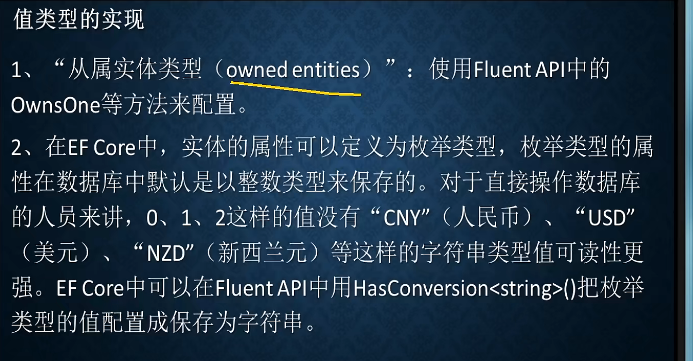 值类型的实现
1、“从属实体类型（owned entities）”：使用Fluent API中的
OwnsOne等方法来配置。
2、在EF Core中，实体的属性可以定义为枚举类型，枚举类型的属
性在数据库中默认是以整数类型来保存的。对于直接操作数据库
的人员来讲，0、1、2这样的值没有“CNY”（人民币）、“USD”
（美元）、“NZD”（新西兰元）等这样的字符串类型值可读性更
强。EF Core中可以在Fluent API中用HasConversion<string>()把枚举
类型的值配置成保存为字符串。